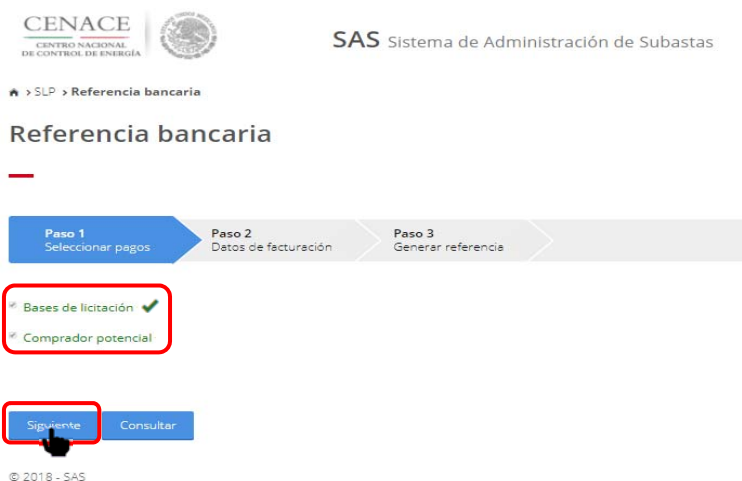 CENACE
CENTRO NACIONAL
DE CONTROL DE ENERGÍA
SAS Sistema de Administración de Subastas
> SLP > Referencia bancaria
Referencia bancaria
Paso 1
Seleccionar pagos
Paso 2
Datos de facturación
Paso 3
Generar referencia
Bases de licitación
Comprador potencial
Siguiente Consultar
© 2018 - SAS